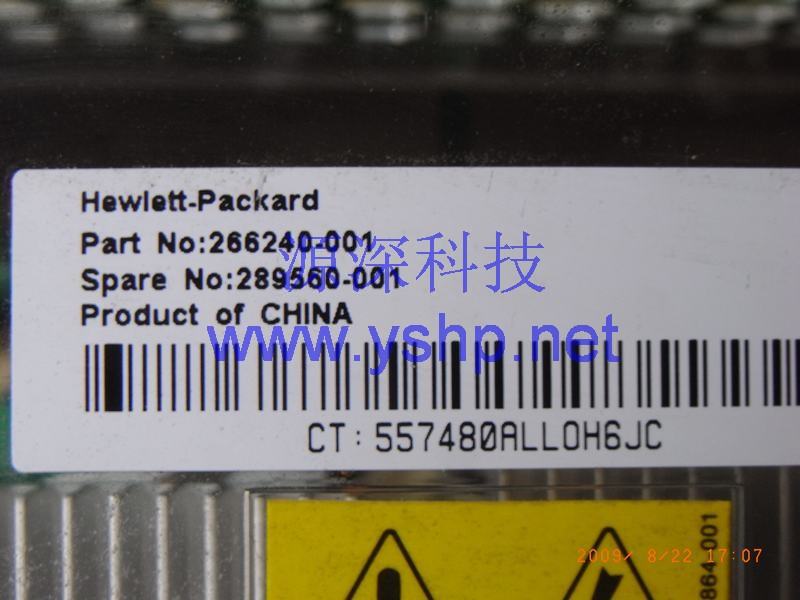 Hewlett-Packard
Part No:266240-001
Spare No:289560-001
Product of CHINA
源深科技
www.yshp.net
CT: 557480ALLOH6JC
2009/ 8/22 17:07